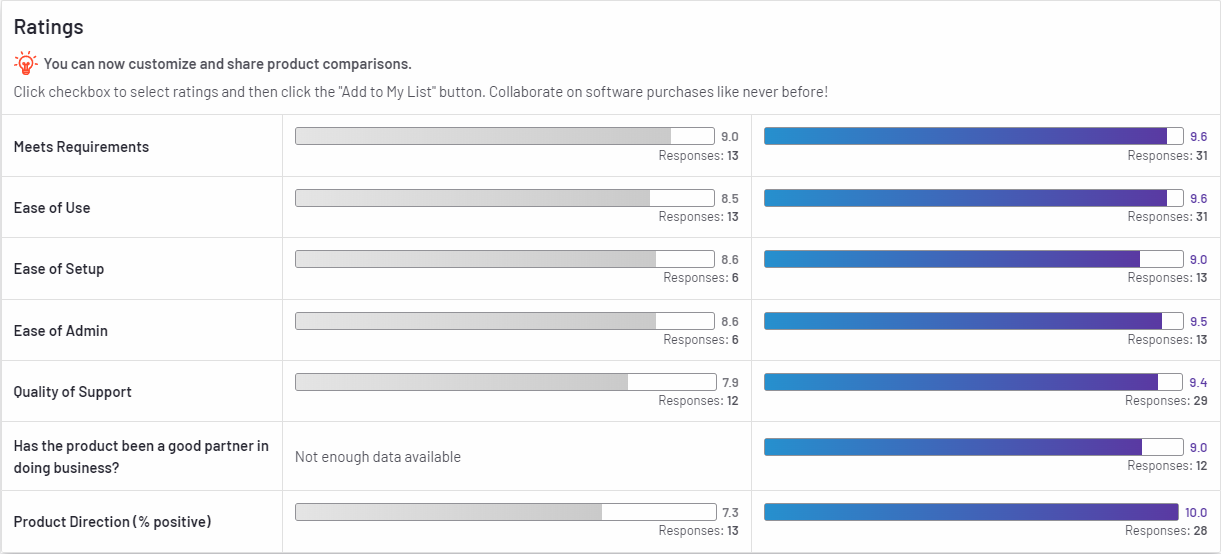 Ratings
You can now customize and share product comparisons.
Click checkbox to select ratings and then click the "Add to My List" button. Collaborate on software purchases like never before!
Meets Requirements
9.0
Responses: 13
9.6
Responses: 31
Ease of Use
8.5
Responses: 13
9.6
Responses: 31
Ease of Setup
8.6
Responses: 6
9.0
Responses: 13
Ease of Admin
8.6
Responses: 6
9.5
Responses: 13
Quality of Support
7.9
Responses: 12
9.4
Responses: 29
Has the product been a good partner in
doing business?
Not enough data available
9.0
Responses: 12
Product Direction (% positive)
7.3
Responses: 13
10.0
Responses: 28